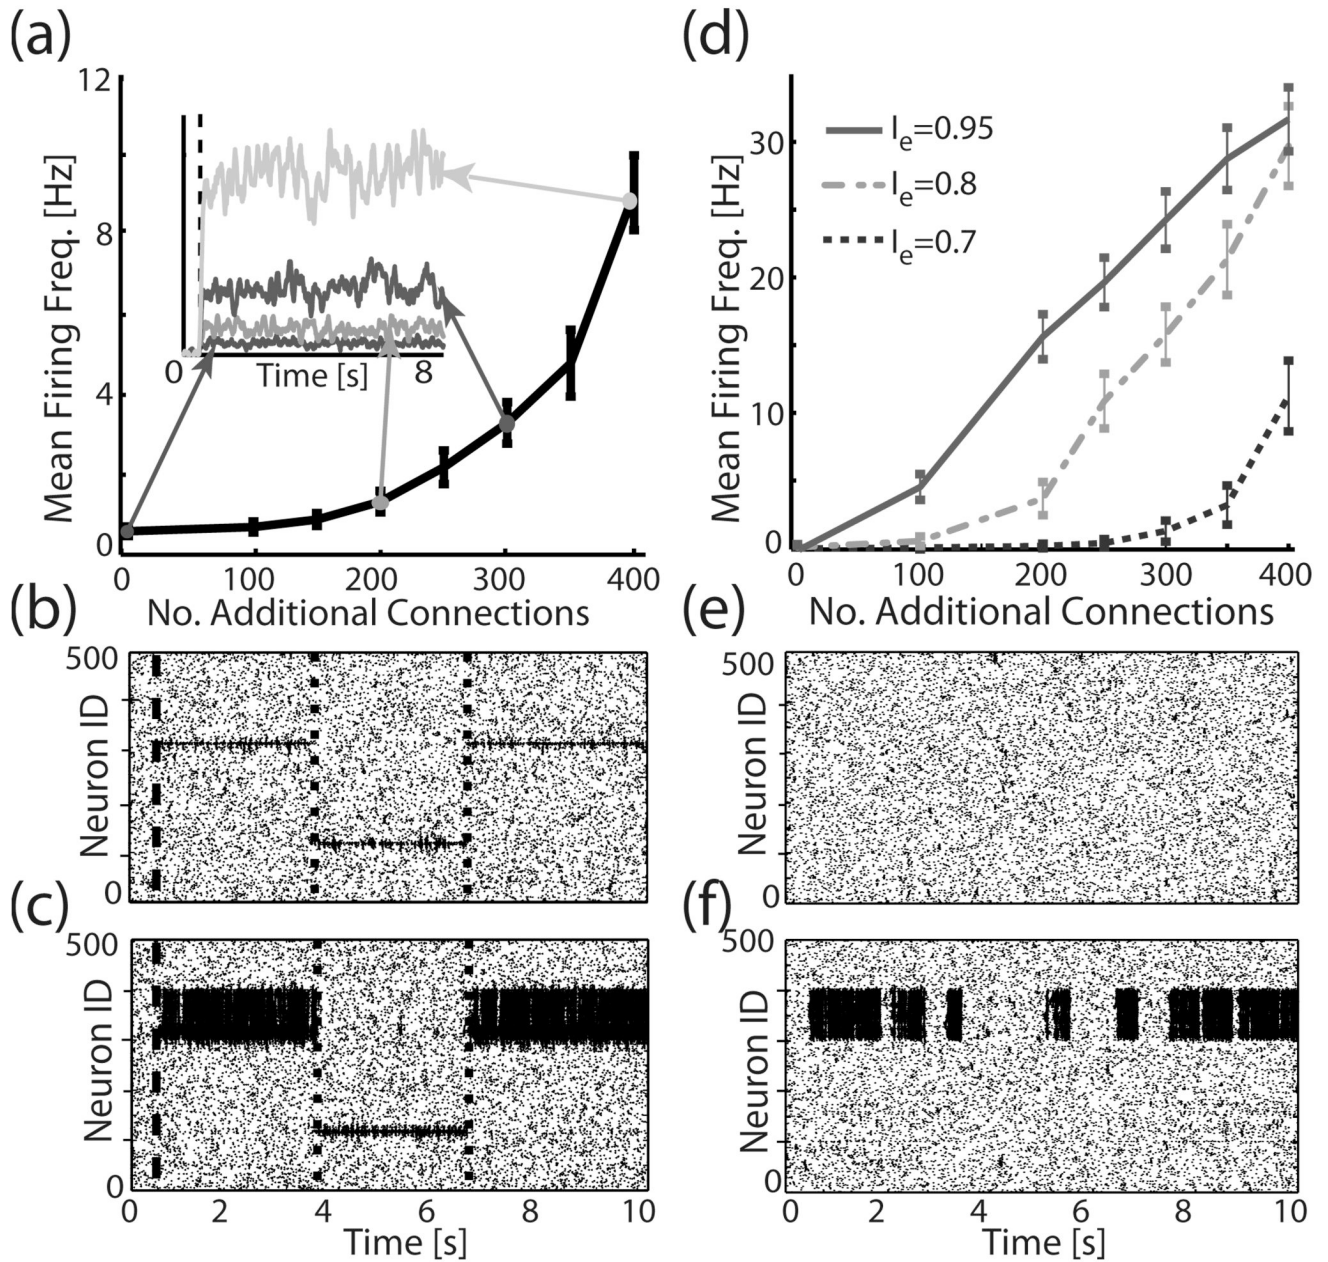 (a)
12
8
4
0
Mean Firing Freq. [Hz]
0 Time [s] 8
0 100 200 300 400
No. Additional Connections
(d)
30
20
10
0
Mean Firing Freq. [Hz]
I_e=0.95
I_e=0.8
I_e=0.7
0 100 200 300 400
No. Additional Connections
(b)
500
Neuron ID
0
(e)
500
Neuron ID
0
(c)
500
Neuron ID
0
0 2 4 6 8 10
Time [s]
(f)
500
Neuron ID
0
0 2 4 6 8 10
Time [s]